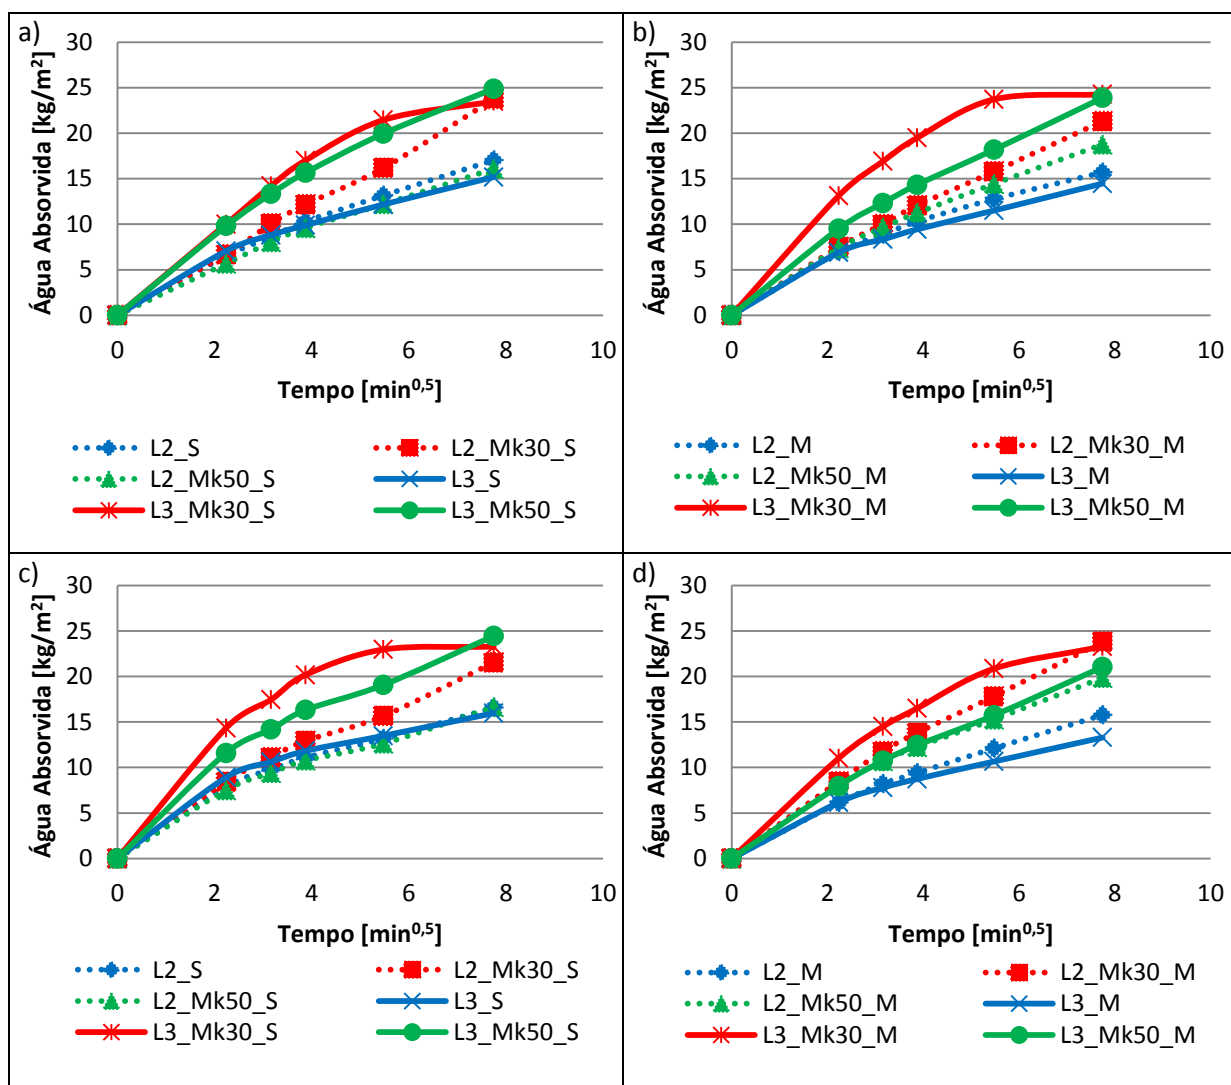 a)
30
25
20
15
10
5
0
Água Absorvida [kg/m²]
0 2 4 6 8 10
Tempo [min⁰,⁵]
L2_S L2_Mk30_S
L2_Mk50_S L3_S
L3_Mk30_S L3_Mk50_S
b)
30
25
20
15
10
5
0
Água Absorvida [kg/m²]
0 2 4 6 8 10
Tempo [min⁰,⁵]
L2_M L2_Mk30_M
L2_Mk50_M L3_M
L3_Mk30_M L3_Mk50_M
c)
30
25
20
15
10
5
0
Água Absorvida [kg/m²]
0 2 4 6 8 10
Tempo [min⁰,⁵]
L2_S L2_Mk30_S
L2_Mk50_S L3_S
L3_Mk30_S L3_Mk50_S
d)
30
25
20
15
10
5
0
Água Absorvida [kg/m²]
0 2 4 6 8 10
Tempo [min⁰,⁵]
L2_M L2_Mk30_M
L2_Mk50_M L3_M
L3_Mk30_M L3_Mk50_M